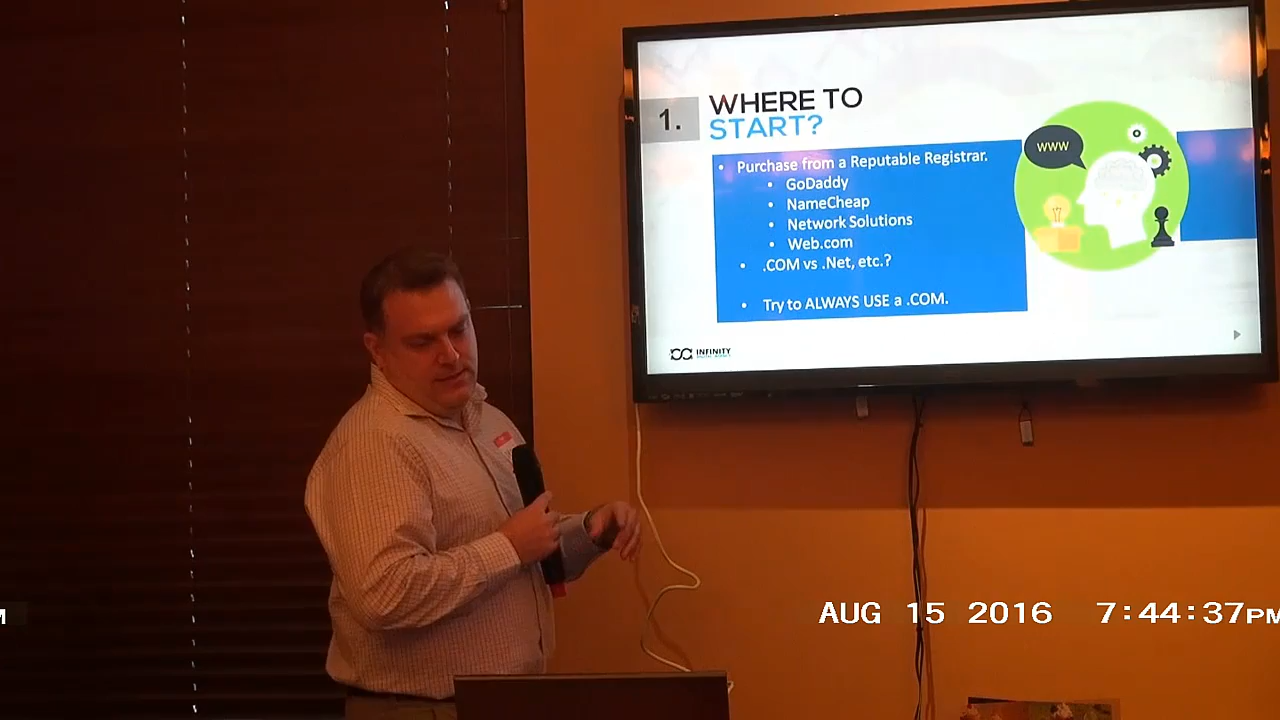 1.
WHERE TO
START?
• Purchase from a Reputable Registrar.
• GoDaddy
• NameCheap
• Network Solutions
• Web.com
• .COM vs .Net, etc.?
• Try to ALWAYS USE a .COM.
WWW
INFINITY
M
AUG 15 2016 7:44:37PM